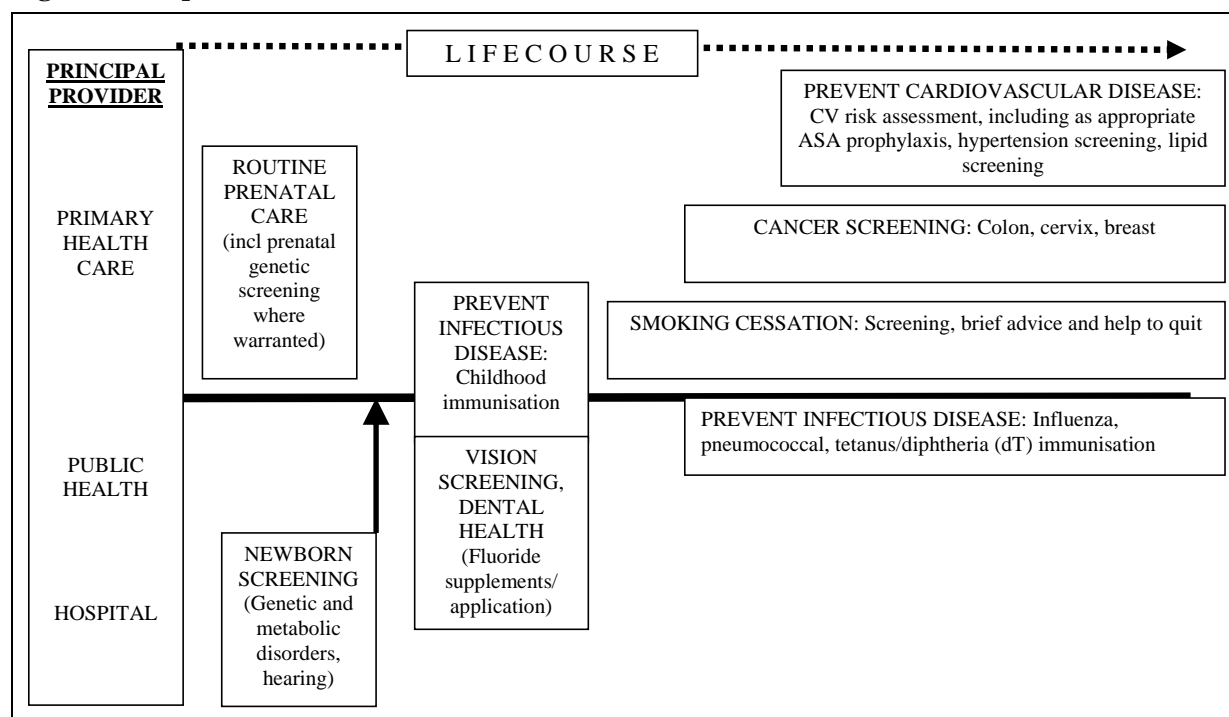 L I F E C O U R S E
PRINCIPAL
PROVIDER
PRIMARY
HEALTH
CARE
PUBLIC
HEALTH
HOSPITAL
ROUTINE
PRENATAL
CARE
(incl prenatal
genetic
screening
where
warranted)
NEWBORN
SCREENING
(Genetic and
metabolic
disorders,
hearing)
PREVENT
INFECTIOUS
DISEASE:
Childhood
immunisation
VISION
SCREENING,
DENTAL
HEALTH
(Fluoride
supplements/
application)
PREVENT CARDIOVASCULAR DISEASE:
CV risk assessment, including as appropriate
ASA prophylaxis, hypertension screening, lipid
screening
CANCER SCREENING: Colon, cervix, breast
SMOKING CESSATION: Screening, brief advice and help to quit
PREVENT INFECTIOUS DISEASE: Influenza,
pneumococcal, tetanus/diphtheria (dT) immunisation